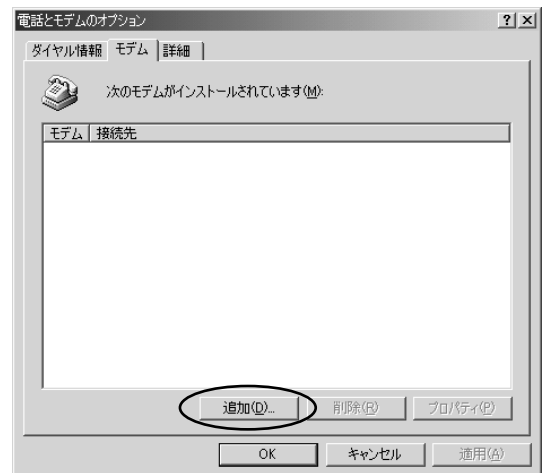 電話とモデムのオプション
? ×
ダイヤル情報 モデム 詳細
次のモデムがインストールされています(M):
モデム 接続先
追加(D)... 削除(R) プロパティ(P)
OK キャンセル 適用(A)